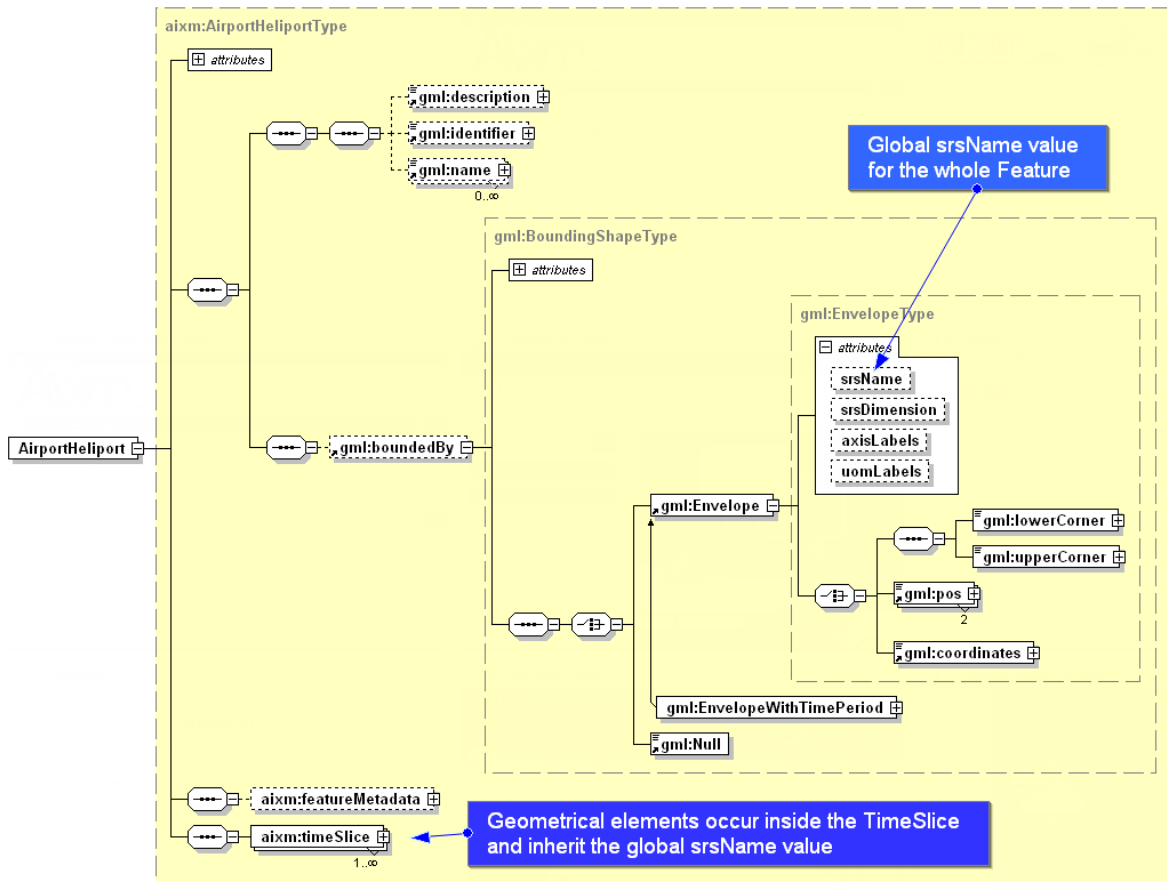 aixm:AirportHeliportType
attributes
gml:description
gml:identifier
gml:name
0..∞
Global srsName value
for the whole Feature
gml:BoundingShapeType
attributes
gml:EnvelopeType
attributes
srsName
srsDimension
axisLabels
uomLabels
AirportHeliport
gml:boundedBy
gml:Envelope
gml:lowerCorner
gml:upperCorner
gml:pos
2
gml:coordinates
gml:EnvelopeWithTimePeriod
gml:Null
aixm:featureMetadata
aixm:timeSlice
1..∞
Geometrical elements occur inside the TimeSlice
and inherit the global srsName value